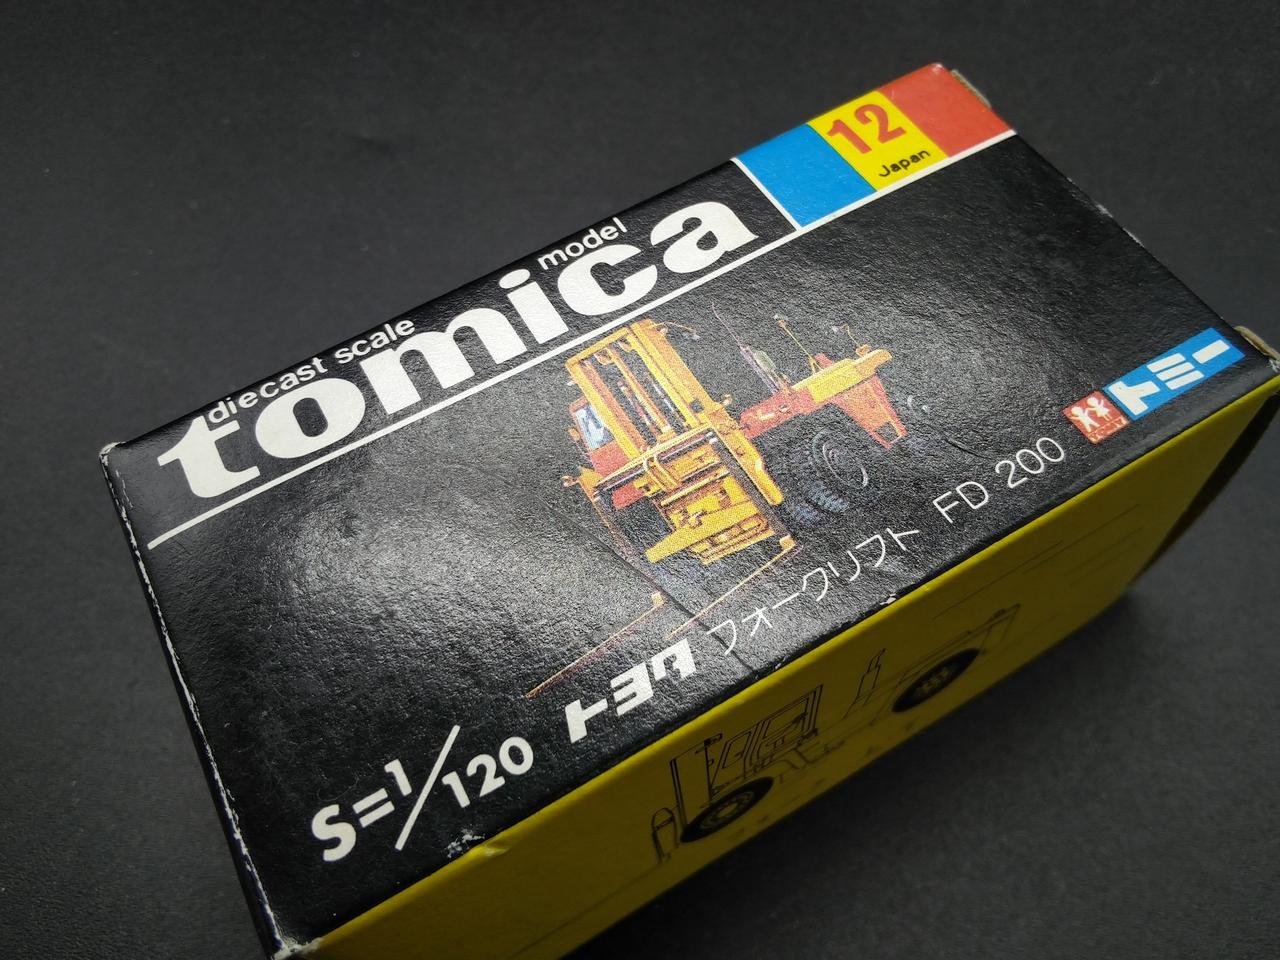 12
Japan
diecast scale model
tomica
トミー
トヨタ フォークリフト FD 200
S=1/120